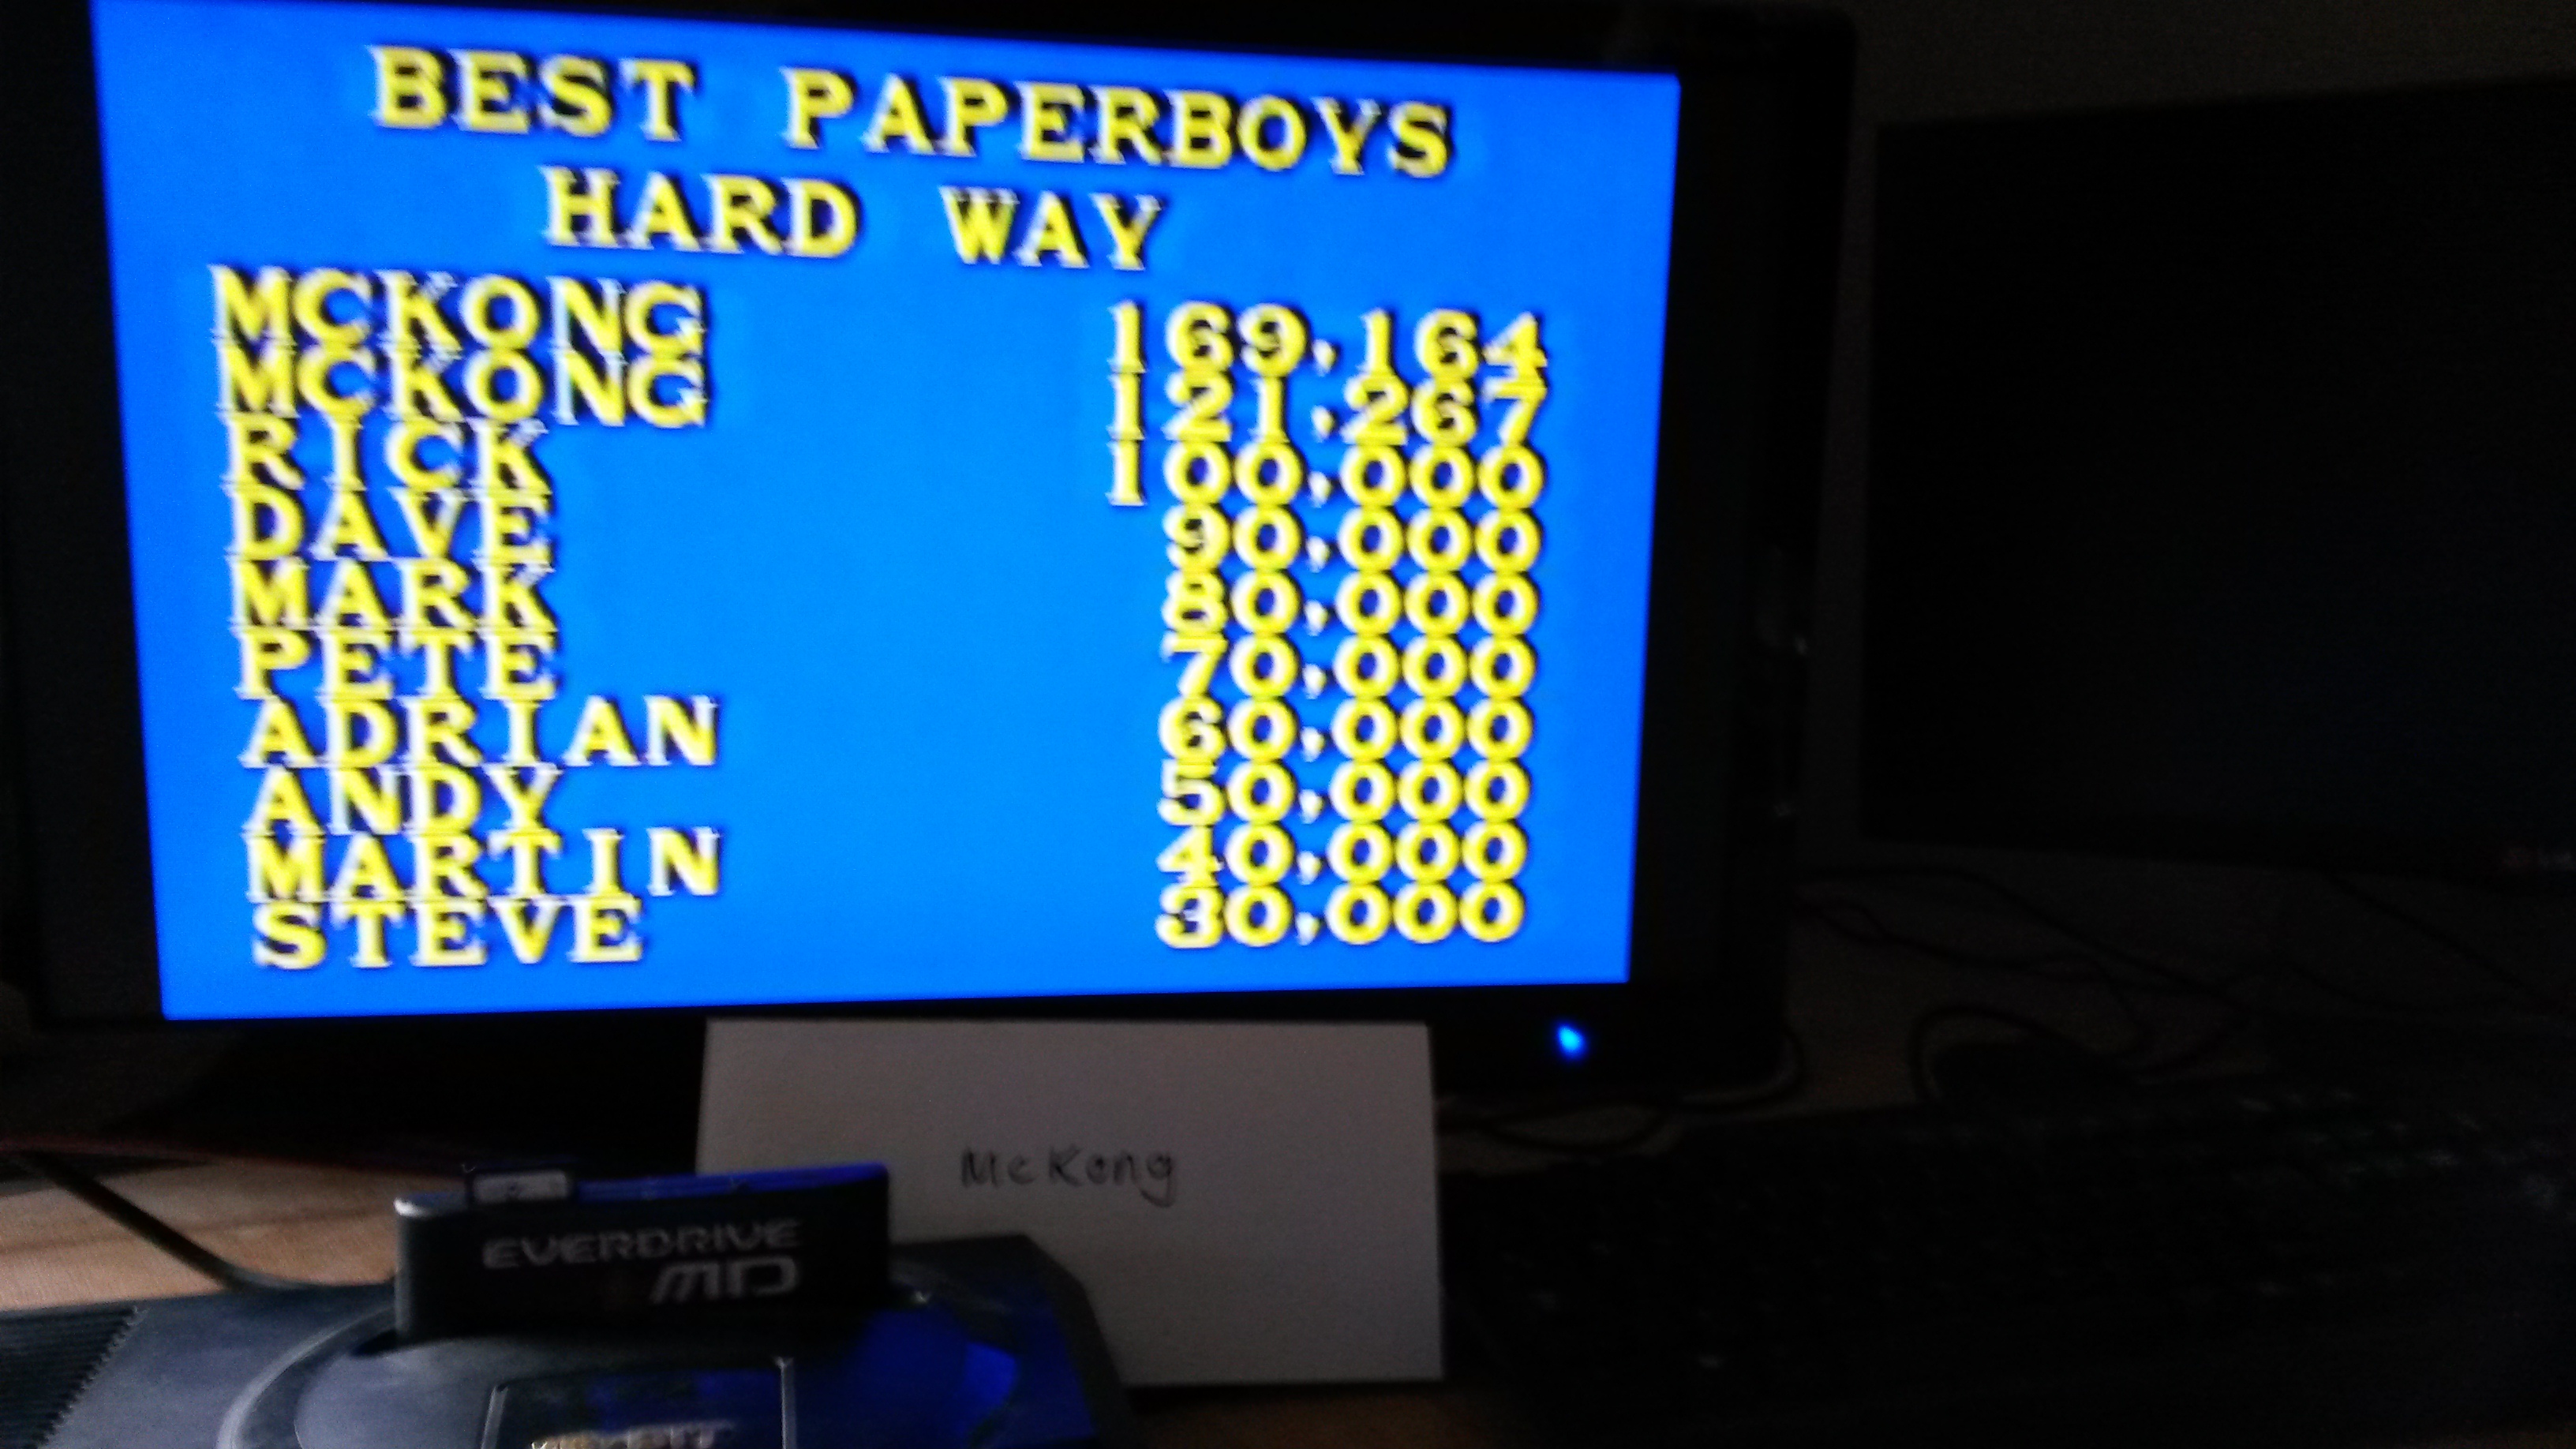 BEST PAPERBOYS
HARD WAY
MCKONG 169,164
MCKONG 121,267
RICK 100,000
DAVE 90,000
MARK 80,000
PETE 70,000
ADRIAN 60,000
ANDY 50,000
MARTIN 40,000
STEVE 30,000
McKong
EVERDRIVE
MD